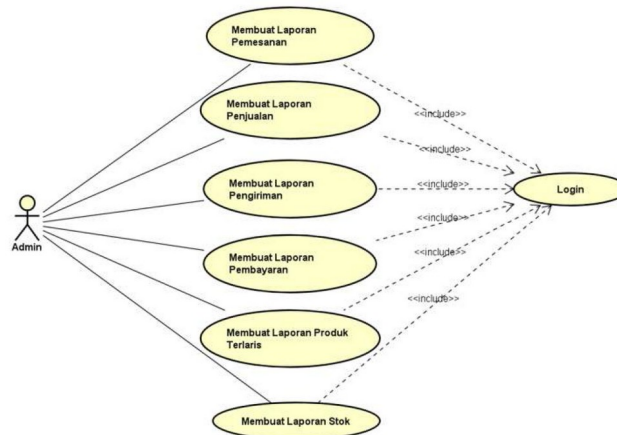 Membuat Laporan
Pemesanan
Membuat Laporan
Penjualan
<<include>>
<<include>>
Membuat Laporan
Pengiriman
<<include>>
Login
Admin
<<include>>
Membuat Laporan
Pembayaran
<<include>>
<<include>>
Membuat Laporan Produk
Terlaris
Membuat Laporan Stok